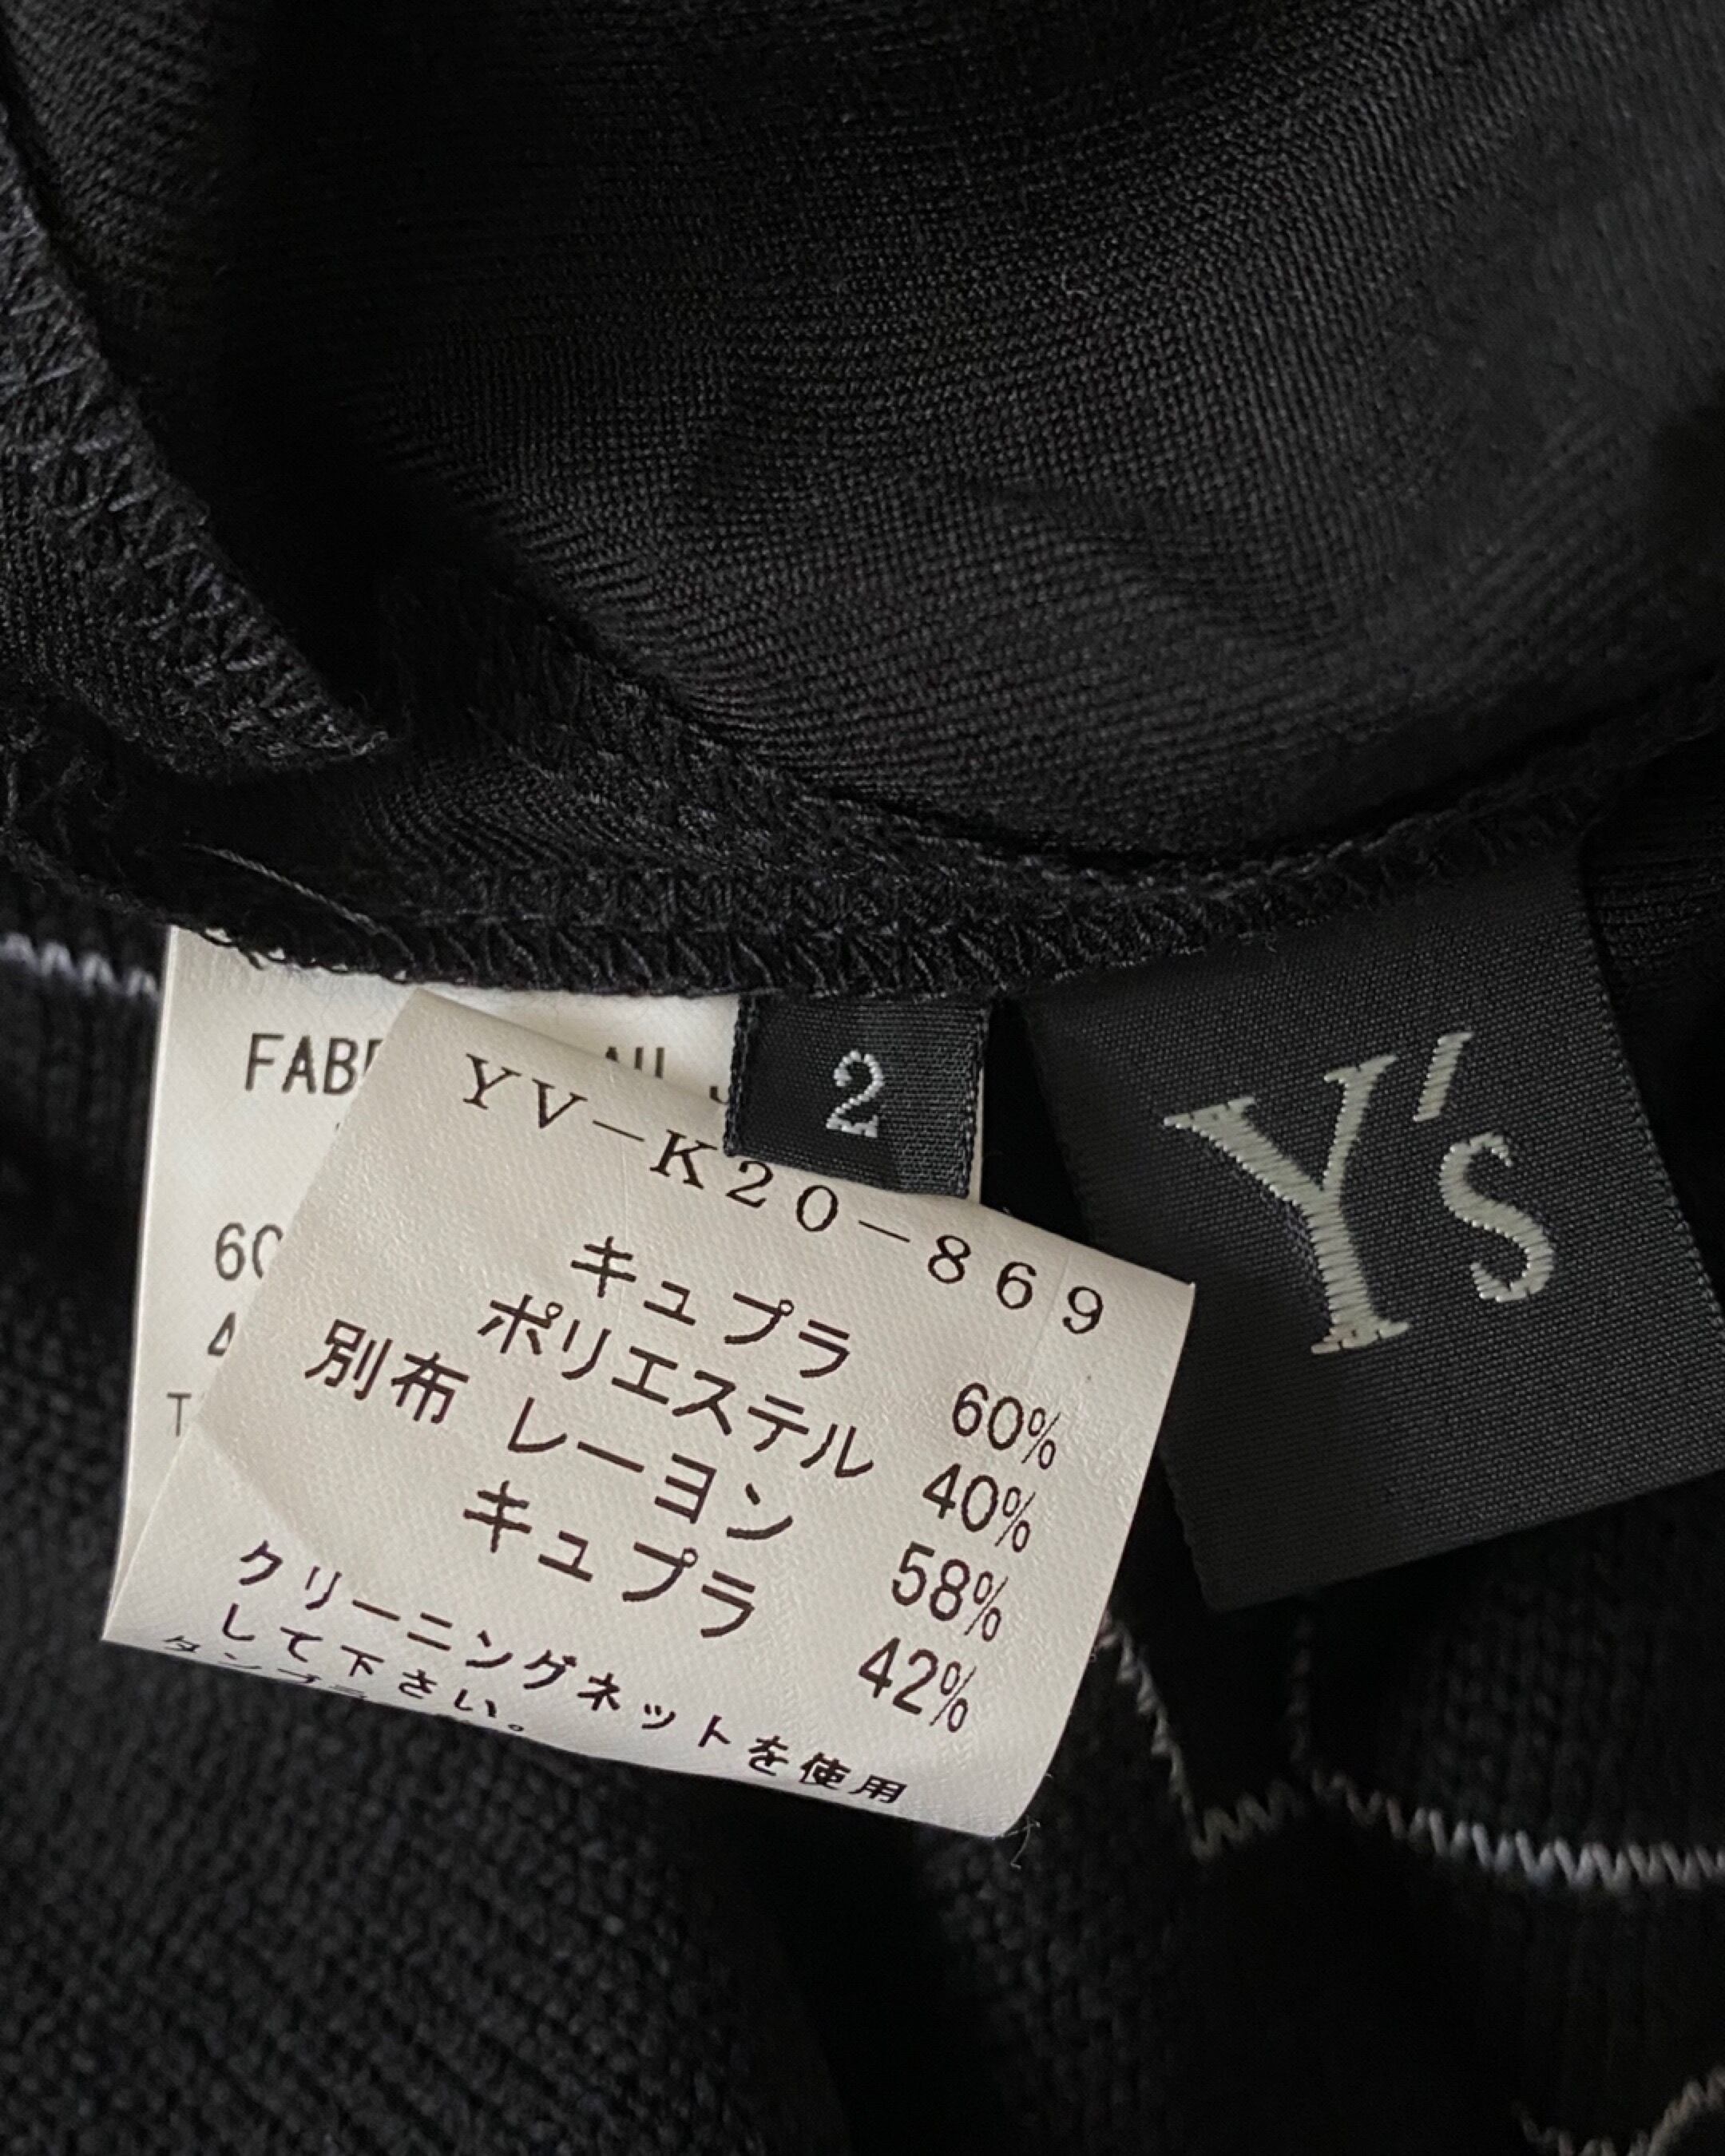 Y's
2
YV-K20-869
キュプラ 60%
ポリエステル 40%
別布 レーヨン 58%
キュプラ 42%
クリーニングネットを使用
して下さい。